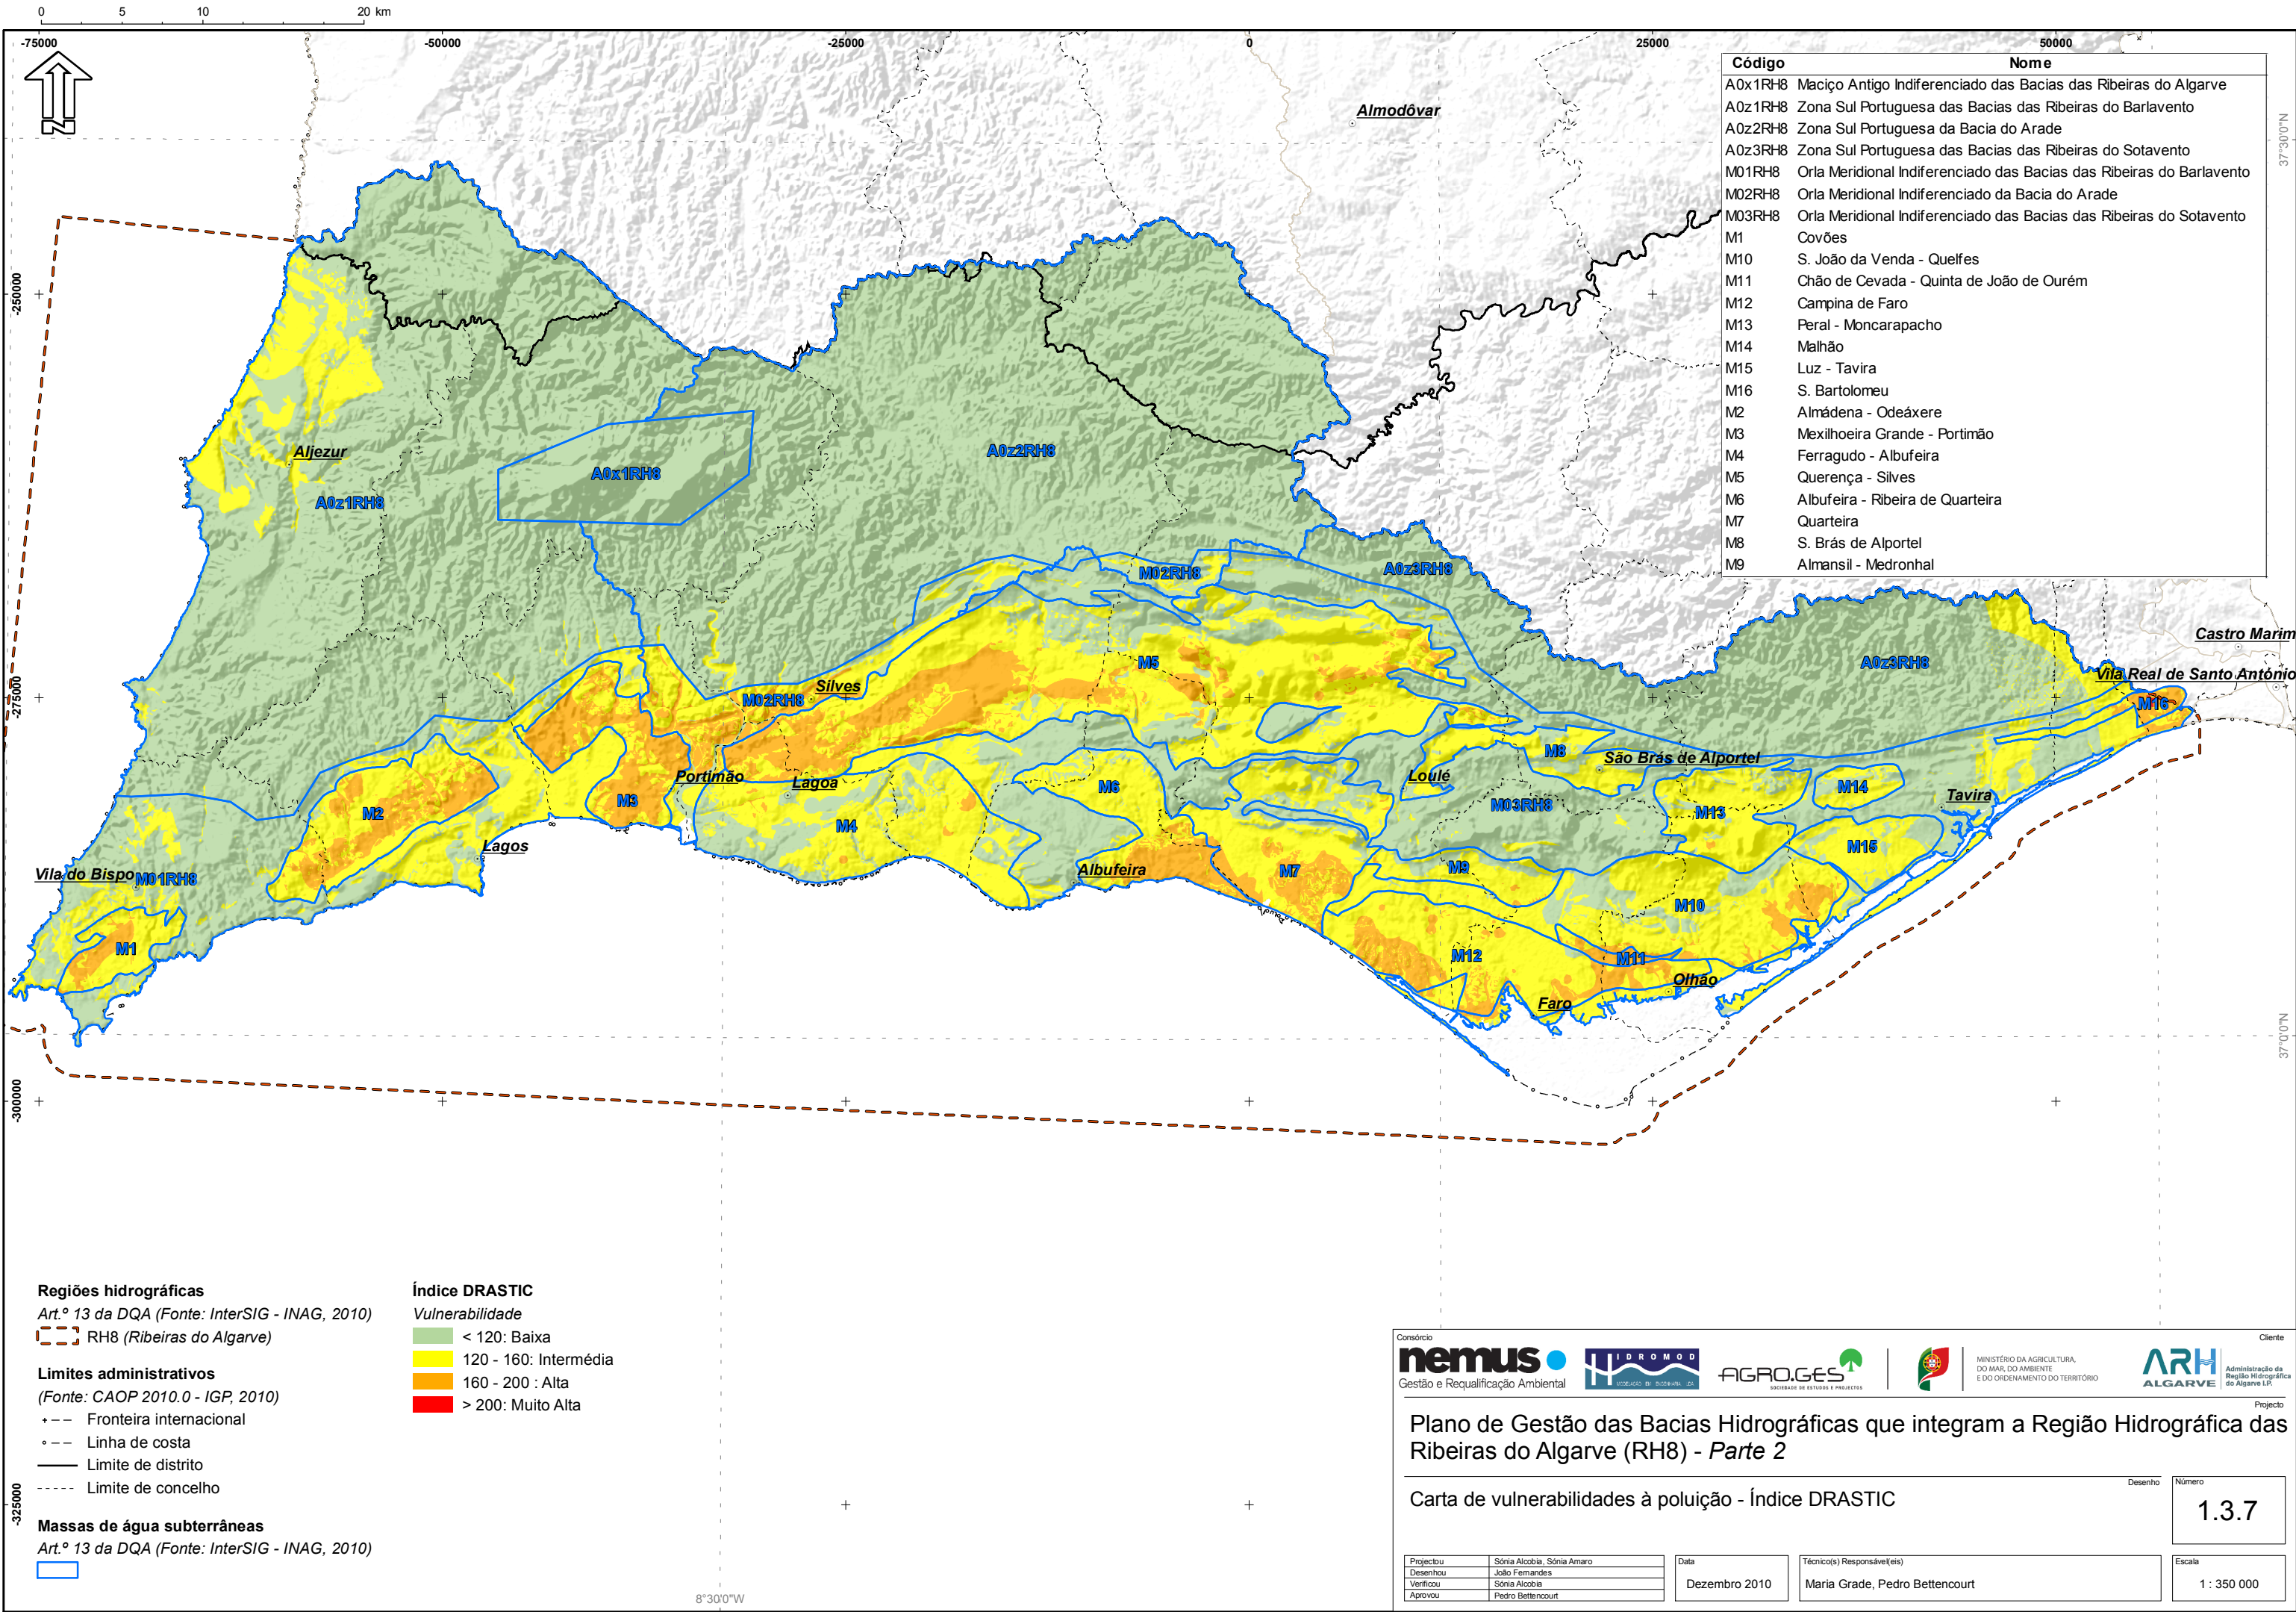 0 5 10 20 km
-75000 -50000 -25000 0 25000 50000
N
-250000
-275000
-300000
-325000
37°30'0"N
37°0'0"N
8°30'0"W
Código Nome
A0x1RH8 Maciço Antigo Indiferenciado das Bacias das Ribeiras do Algarve
A0z1RH8 Zona Sul Portuguesa das Bacias das Ribeiras do Barlavento
A0z2RH8 Zona Sul Portuguesa da Bacia do Arade
A0z3RH8 Zona Sul Portuguesa das Bacias das Ribeiras do Sotavento
M01RH8 Orla Meridional Indiferenciado das Bacias das Ribeiras do Barlavento
M02RH8 Orla Meridional Indiferenciado da Bacia do Arade
M03RH8 Orla Meridional Indiferenciado das Bacias das Ribeiras do Sotavento
M1 Covões
M10 S. João da Venda - Quelfes
M11 Chão de Cevada - Quinta de João de Ourém
M12 Campina de Faro
M13 Peral - Moncarapacho
M14 Malhão
M15 Luz - Tavira
M16 S. Bartolomeu
M2 Almádena - Odeáxere
M3 Mexilhoeira Grande - Portimão
M4 Ferragudo - Albufeira
M5 Querença - Silves
M6 Albufeira - Ribeira de Quarteira
M7 Quarteira
M8 S. Brás de Alportel
M9 Almansil - Medronhal
Almodôvar
Aljezur
A0z1RH8
A0x1RH8
A0z2RH8
M02RH8
A0z3RH8
Castro Marim
A0z3RH8
Vila Real de Santo António
M5
Silves
M02RH8
M16
M8
São Brás de Alportel
Portimão
Lagoa
M6
Loulé
M14
Tavira
M2
M3
M4
M03RH8
M13
M15
Lagos
Vila do Bispo
M01RH8
Albufeira
M7
M9
M10
M1
M12
M11
Olhão
Faro
Regiões hidrográficas
Art.º 13 da DQA (Fonte: InterSIG - INAG, 2010)
RH8 (Ribeiras do Algarve)
Limites administrativos
(Fonte: CAOP 2010.0 - IGP, 2010)
Fronteira internacional
Linha de costa
Limite de distrito
Limite de concelho
Massas de água subterrâneas
Art.º 13 da DQA (Fonte: InterSIG - INAG, 2010)
Índice DRASTIC
Vulnerabilidade
< 120: Baixa
120 - 160: Intermédia
160 - 200 : Alta
> 200: Muito Alta
Consórcio Cliente
nemus
Gestão e Requalificação Ambiental
HIDROMOD
MODELAÇÃO EM ENGENHARIA LDA
AGRO.GES
SOCIEDADE DE ESTUDOS E PROJECTOS
MINISTÉRIO DA AGRICULTURA,
DO MAR, DO AMBIENTE
E DO ORDENAMENTO DO TERRITÓRIO
ARH
ALGARVE
Administração da
Região Hidrográfica
do Algarve I.P.
Projecto
Plano de Gestão das Bacias Hidrográficas que integram a Região Hidrográfica das
Ribeiras do Algarve (RH8) - Parte 2
Desenho
Carta de vulnerabilidades à poluição - Índice DRASTIC
Número
1.3.7
Projectou Sónia Alcobia, Sónia Amaro
Desenhou João Fernandes
Verificou Sónia Alcobia
Aprovou Pedro Bettencourt
Data
Dezembro 2010
Técnico(s) Responsável(eis)
Maria Grade, Pedro Bettencourt
Escala
1 : 350 000